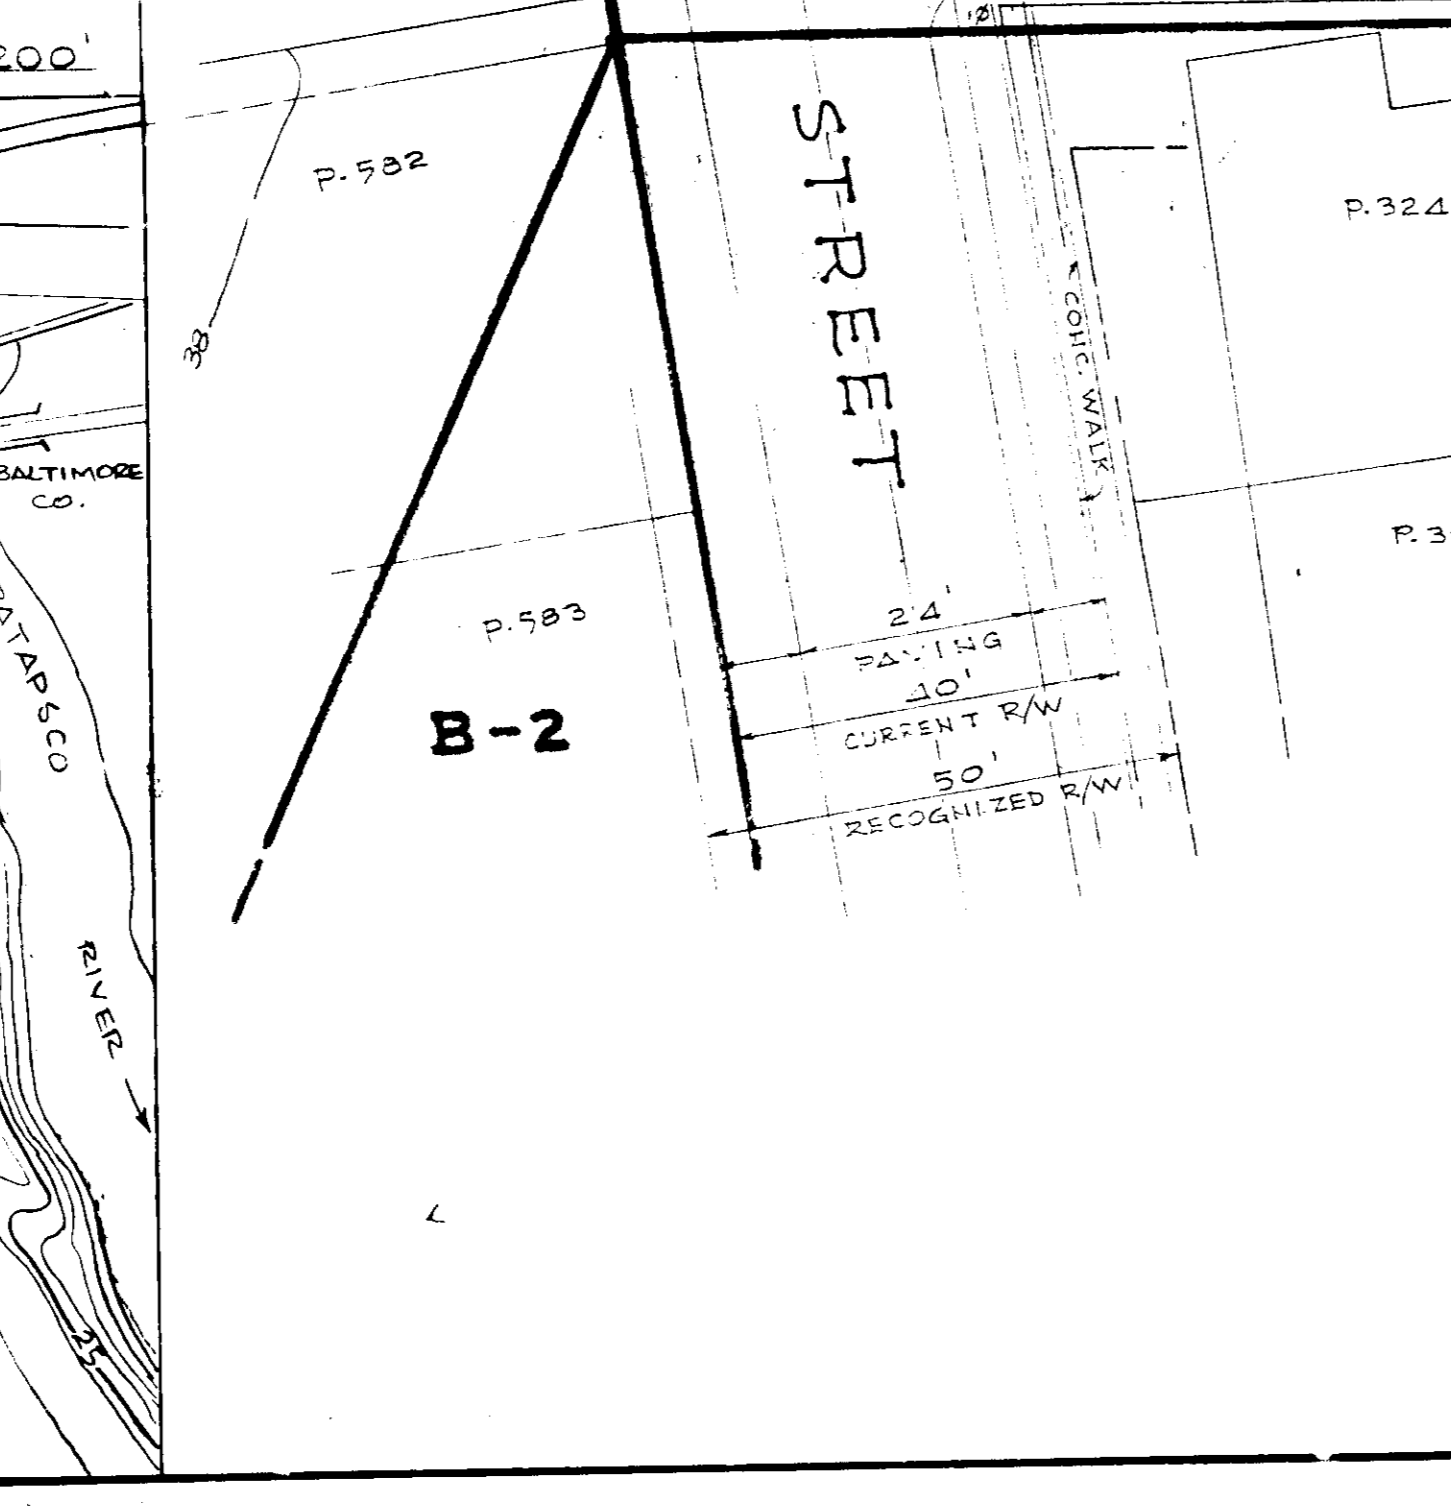 200'
P.582
STREET
P.324
38
CONC. WALK
BALTIMORE
CO.
P.3
P.583
24'
PAVING
40'
CURRENT R/W
B-2
50'
RECOGNIZED R/W
PATAPSCO
RIVER
25